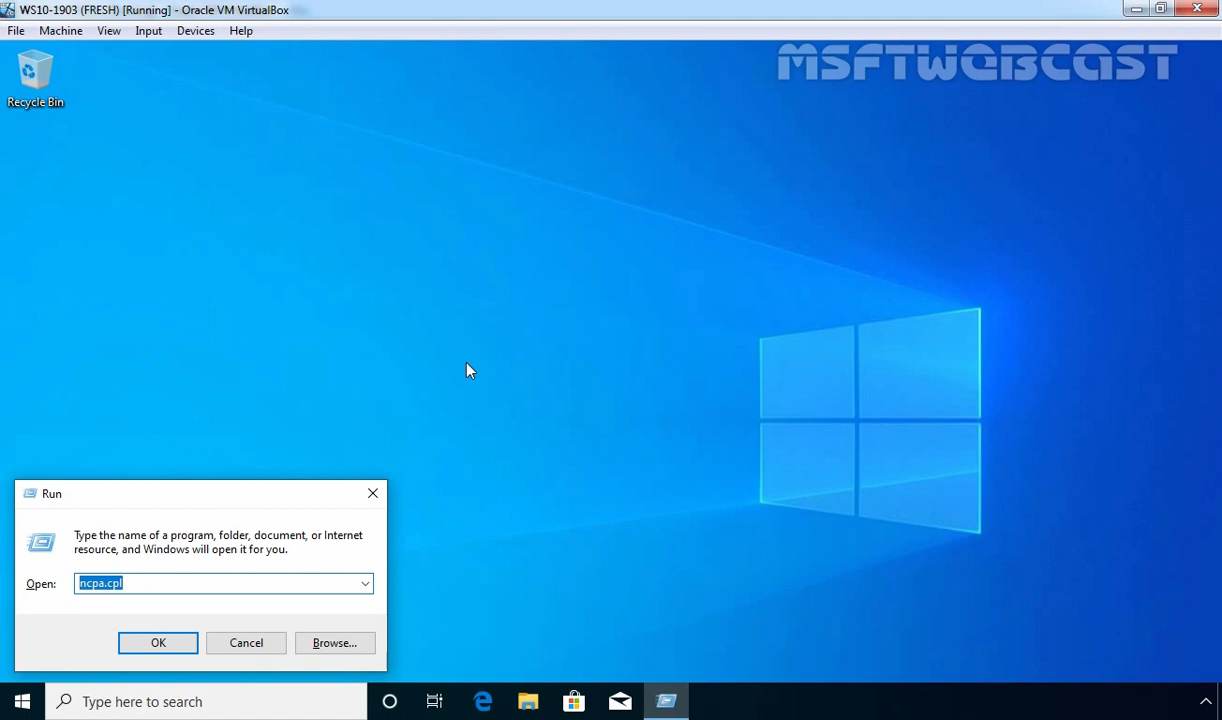 WS10-1903 (FRESH) [Running] - Oracle VM VirtualBox
File Machine View Input Devices Help
MSFTWEBCAST
Recycle Bin
Run
Type the name of a program, folder, document, or Internet
resource, and Windows will open it for you.
Open: ncpa.cpl
OK Cancel Browse...
Type here to search